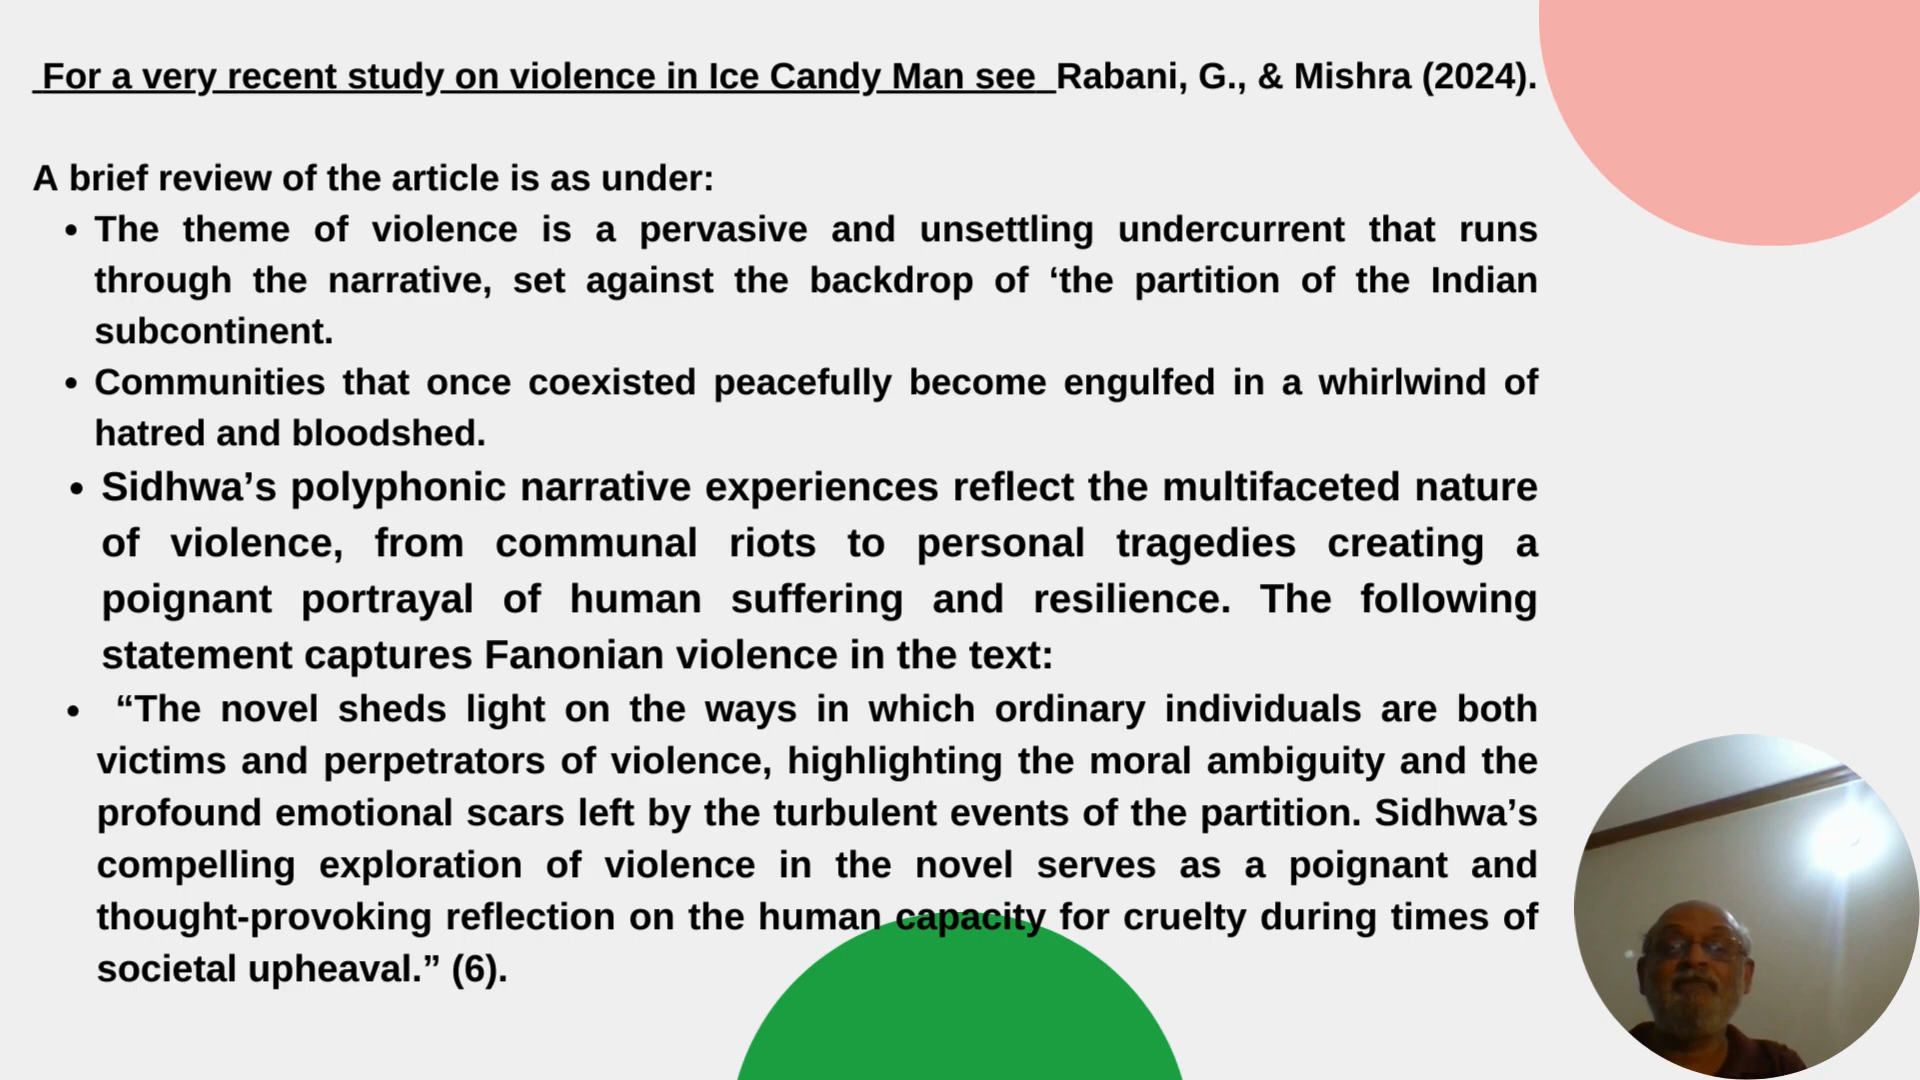 For a very recent study on violence in Ice Candy Man see Rabani, G., & Mishra (2024).
A brief review of the article is as under:
• The theme of violence is a pervasive and unsettling undercurrent that runs
through the narrative, set against the backdrop of ‘the partition of the Indian
subcontinent.
• Communities that once coexisted peacefully become engulfed in a whirlwind of
hatred and bloodshed.
• Sidhwa’s polyphonic narrative experiences reflect the multifaceted nature
of violence, from communal riots to personal tragedies creating a
poignant portrayal of human suffering and resilience. The following
statement captures Fanonian violence in the text:
• “The novel sheds light on the ways in which ordinary individuals are both
victims and perpetrators of violence, highlighting the moral ambiguity and the
profound emotional scars left by the turbulent events of the partition. Sidhwa’s
compelling exploration of violence in the novel serves as a poignant and
thought-provoking reflection on the human capacity for cruelty during times of
societal upheaval.” (6).